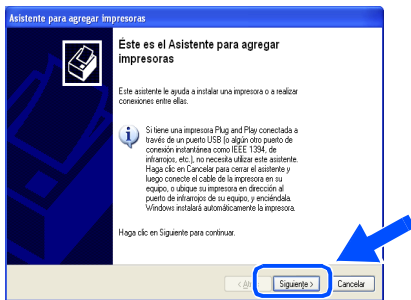 Asistente para agregar impresoras
Éste es el Asistente para agregar
impresoras
Este asistente le ayuda a instalar una impresora o a realizar
conexiones entre ellas.
Si tiene una impresora Plug and Play conectada a
través de un puerto USB (o algún otro puerto de
conexión instantánea como IEEE 1394, de
infrarrojos, etc.), no necesita utilizar este asistente.
Haga clic en Cancelar para cerrar el asistente y
luego conecte el cable de la impresora en su
equipo, o ubique su impresora en dirección al
puerto de infrarrojos de su equipo, y enciéndala.
Windows instalará automáticamente la impresora.
Haga clic en Siguiente para continuar.
Siguiente > Cancelar